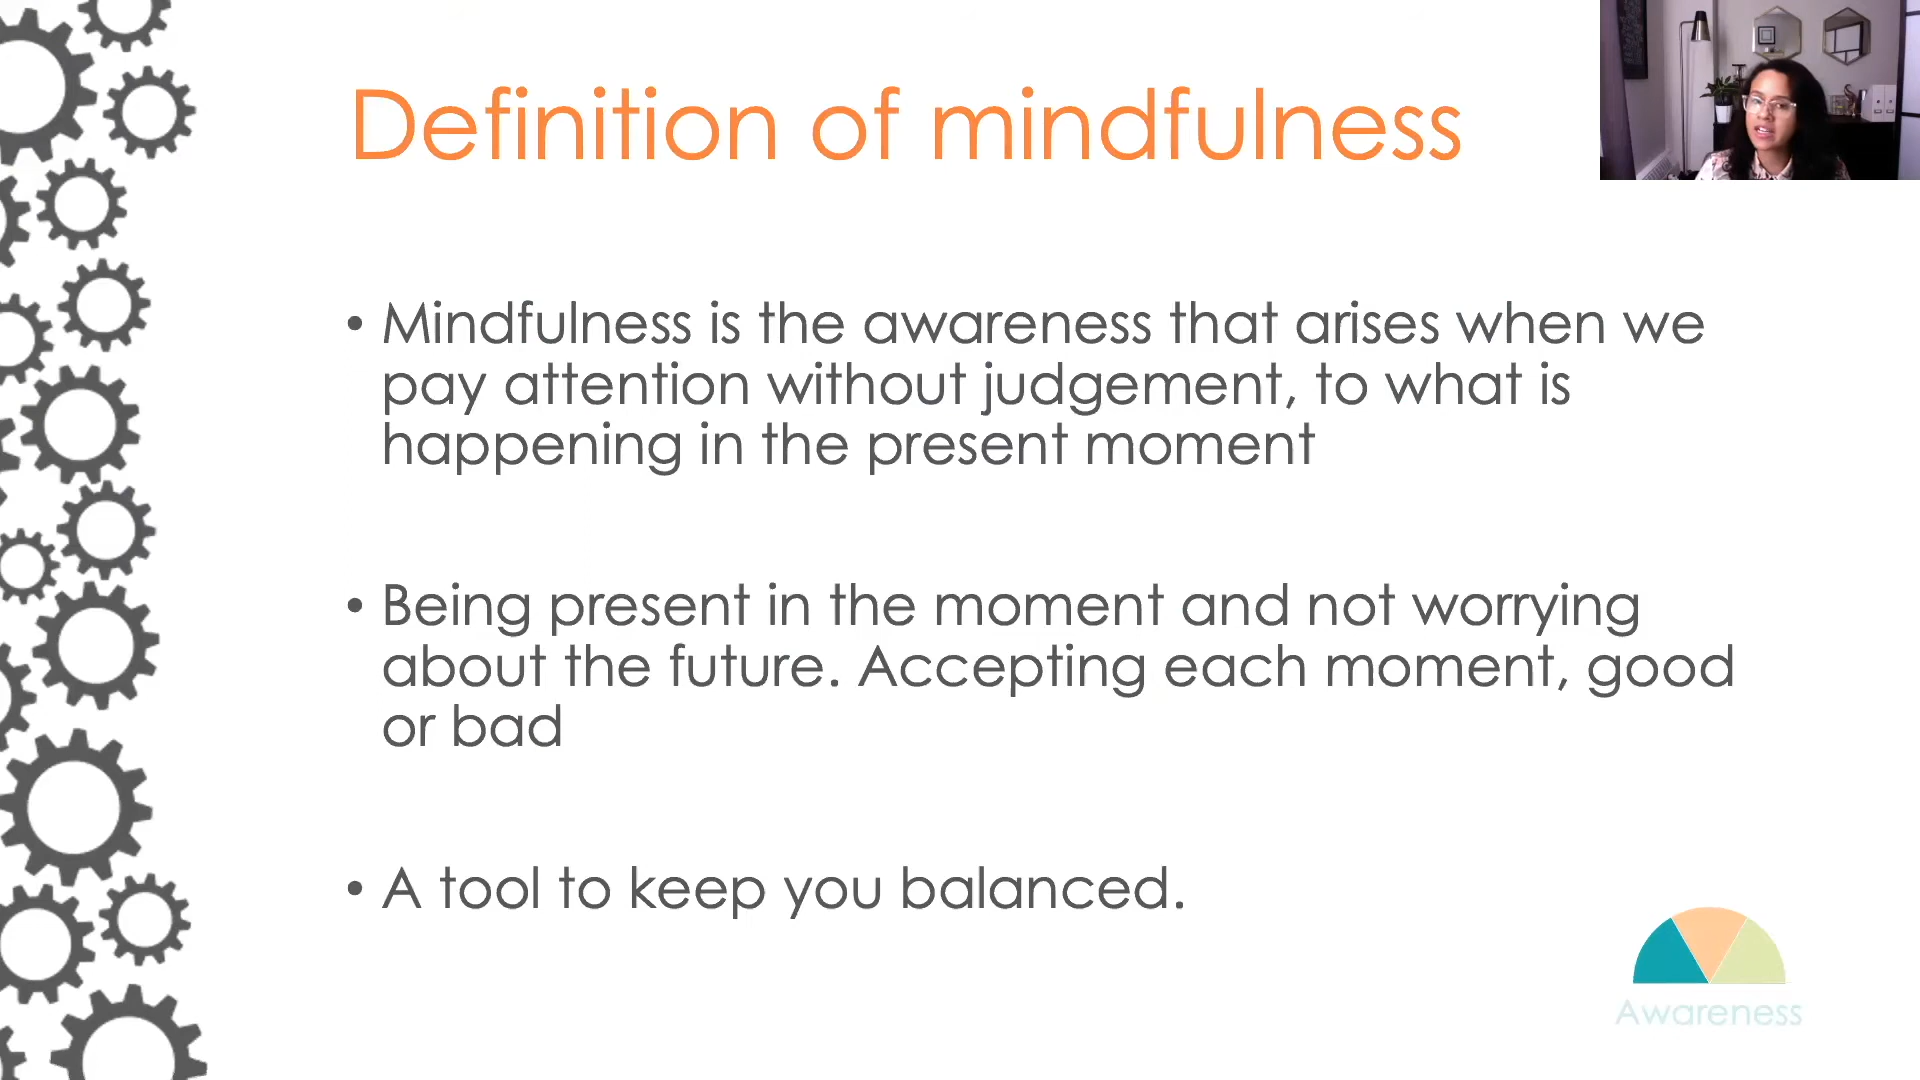 Definition of mindfulness
• Mindfulness is the awareness that arises when we
pay attention without judgement, to what is
happening in the present moment
• Being present in the moment and not worrying
about the future. Accepting each moment, good
or bad
• A tool to keep you balanced.
Awareness